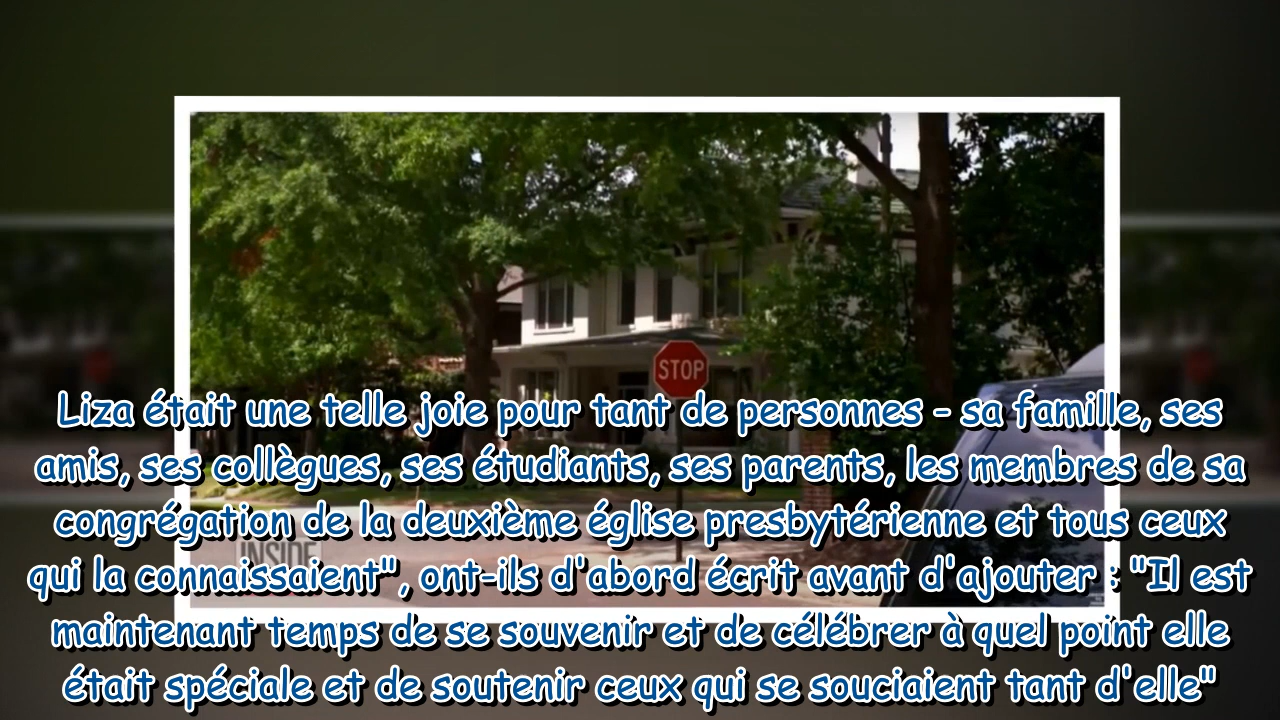 STOP
Liza était une telle joie pour tant de personnes - sa famille, ses
amis, ses collègues, ses étudiants, ses parents, les membres de sa
congrégation de la deuxième église presbytérienne et tous ceux
INSIDE
qui la connaissaient", ont-ils d'abord écrit avant d'ajouter : "Il est
maintenant temps de se souvenir et de célébrer à quel point elle
était spéciale et de soutenir ceux qui se souciaient tant d'elle"